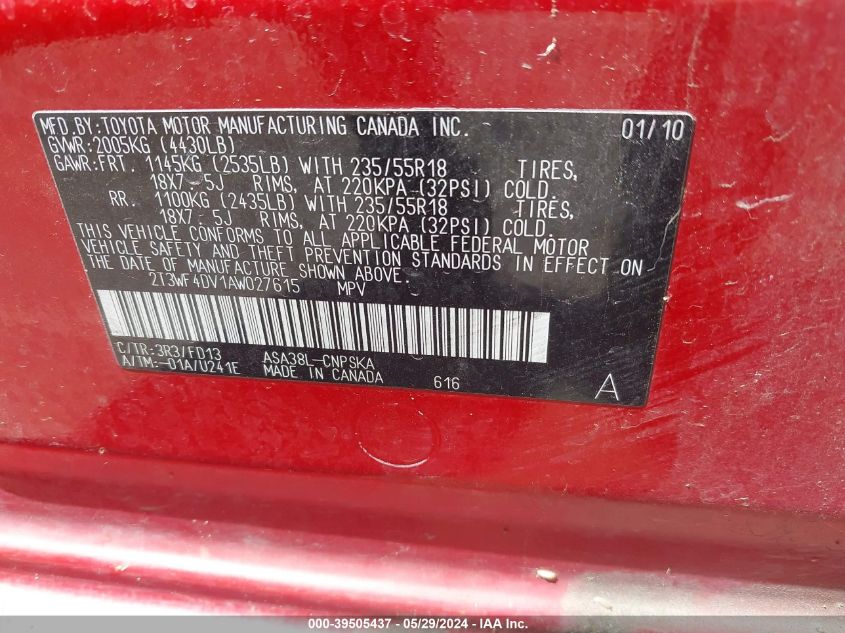 MFD.BY:TOYOTA MOTOR MANUFACTURING CANADA INC. 01/10
GVWR:2005KG (4430LB)
GAWR:FRT. 1145KG (2535LB) WITH 235/55R18 TIRES,
18X7-5J RIMS, AT 220KPA (32PSI) COLD.
RR. 1100KG (2435LB) WITH 235/55R18 TIRES,
18X7-5J RIMS, AT 220KPA (32PSI) COLD.
THIS VEHICLE CONFORMS TO ALL APPLICABLE FEDERAL MOTOR
VEHICLE SAFETY AND THEFT PREVENTION STANDARDS IN EFFECT ON
THE DATE OF MANUFACTURE SHOWN ABOVE.
2T3WF4DV1AW027615 MPV
C/TR:3R3/FD13 ASA38L-CNPSKA
A/TM:-01A/U241E MADE IN CANADA 616 A
000-39505437 - 05/29/2024 - IAA Inc.